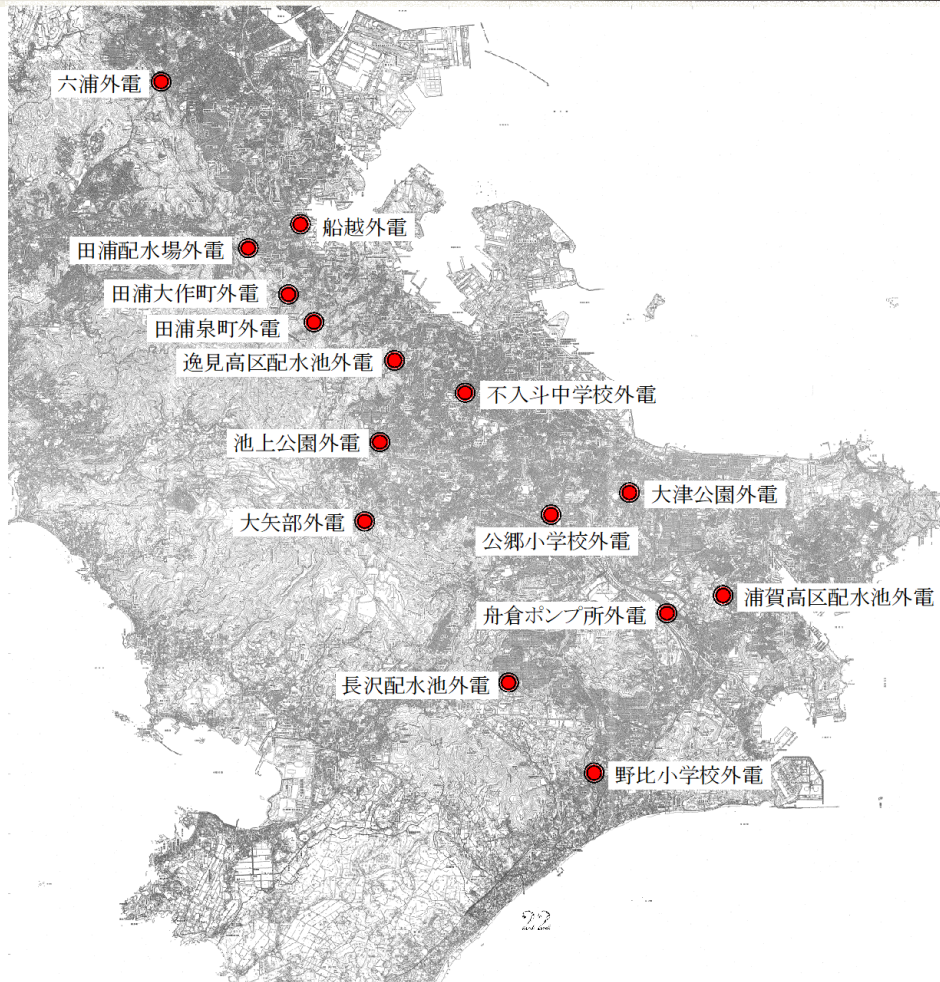 六浦外電
船越外電
田浦配水場外電
田浦大作町外電
田浦泉町外電
逸見高区配水池外電
不入斗中学校外電
池上公園外電
大津公園外電
大矢部外電
公郷小学校外電
浦賀高区配水池外電
舟倉ポンプ所外電
長沢配水池外電
野比小学校外電
22